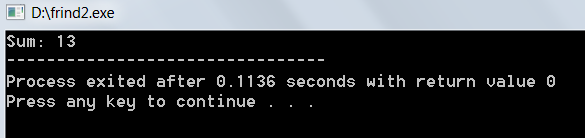 D:\frind2.exe
Sum: 13
--------------------------------
Process exited after 0.1136 seconds with return value 0
Press any key to continue . . .